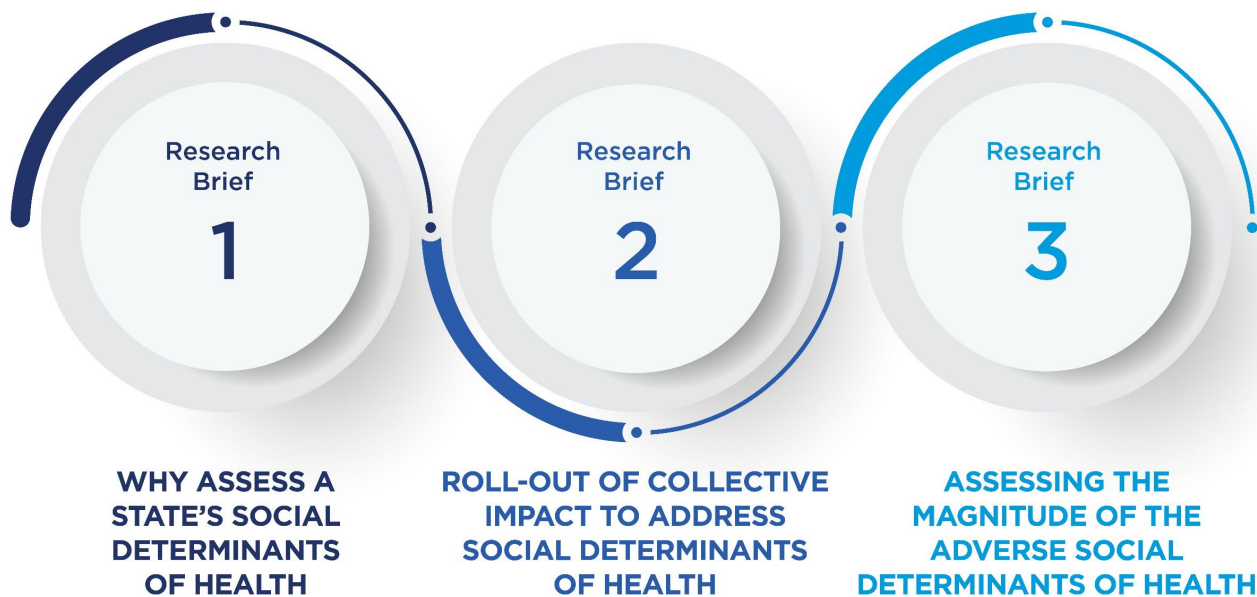 Research
Brief
1
WHY ASSESS A
STATE’S SOCIAL
DETERMINANTS
OF HEALTH
Research
Brief
2
ROLL-OUT OF COLLECTIVE
IMPACT TO ADDRESS
SOCIAL DETERMINANTS
OF HEALTH
Research
Brief
3
ASSESSING THE
MAGNITUDE OF THE
ADVERSE SOCIAL
DETERMINANTS OF HEALTH